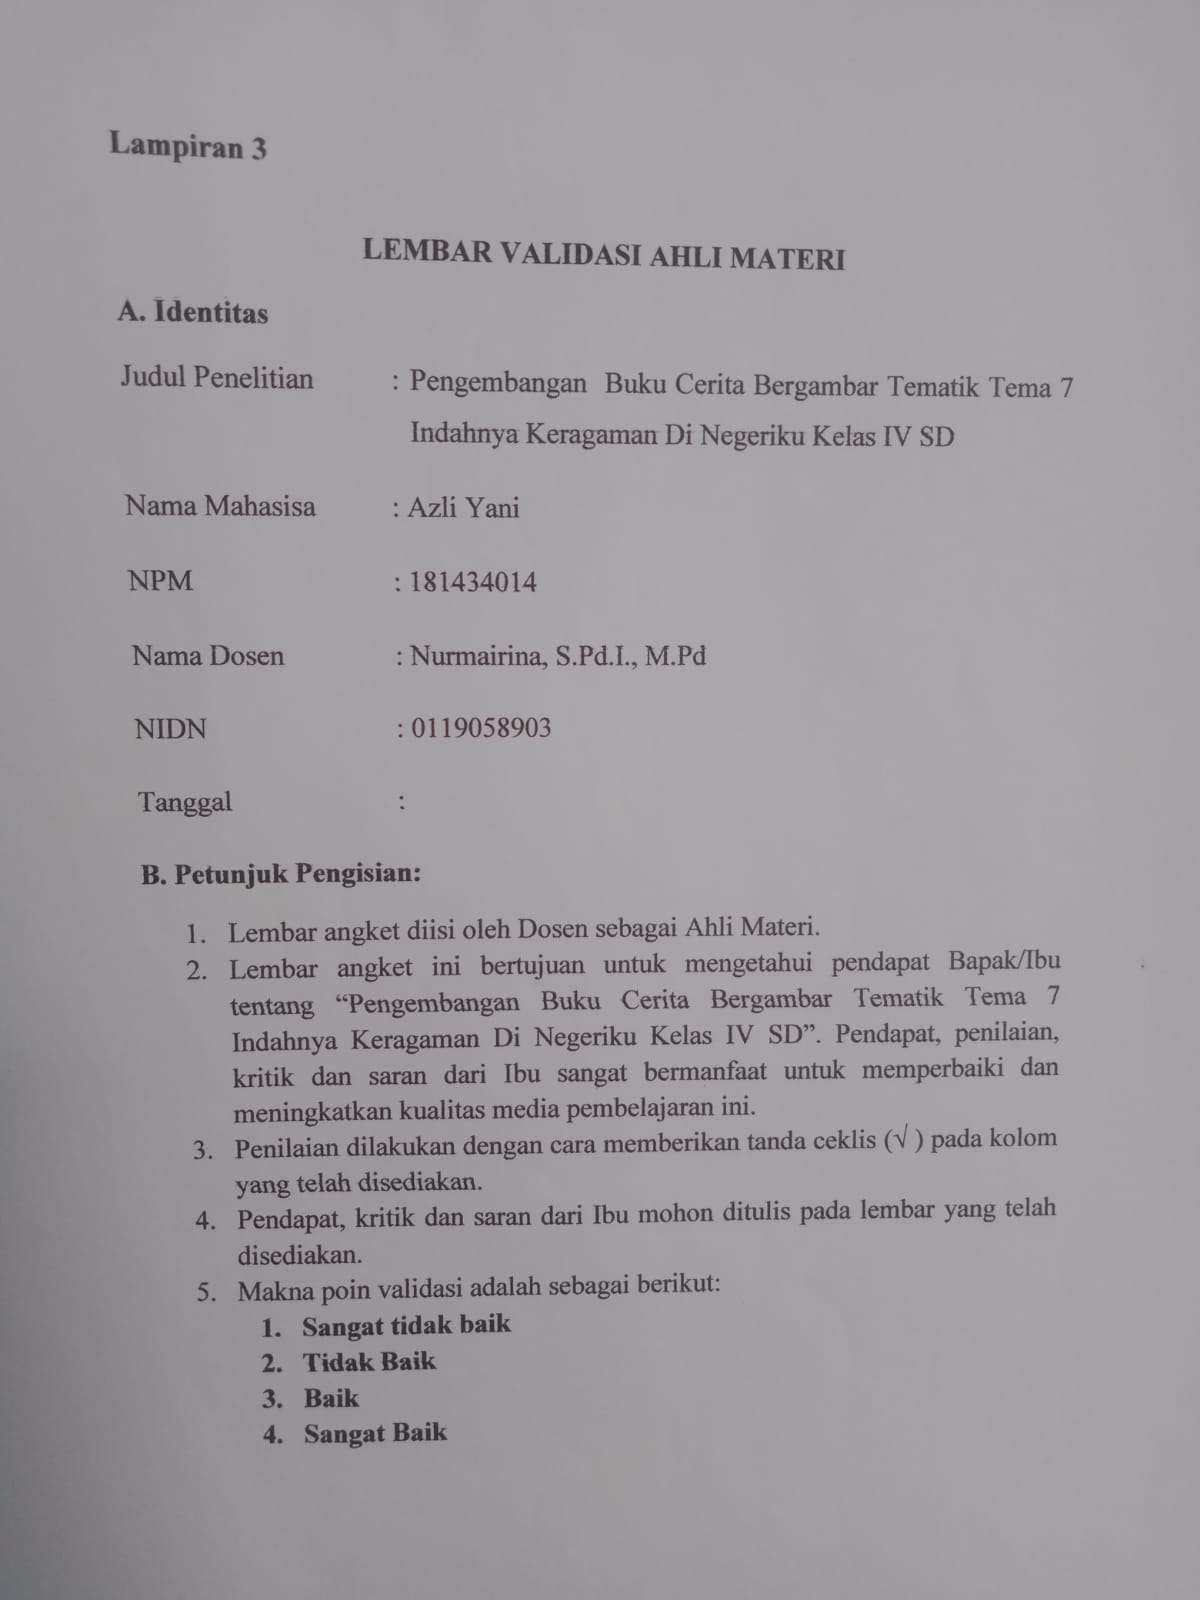 Lampiran 3
LEMBAR VALIDASI AHLI MATERI
A. Identitas
Judul Penelitian : Pengembangan Buku Cerita Bergambar Tematik Tema 7
Indahnya Keragaman Di Negeriku Kelas IV SD
Nama Mahasisa : Azli Yani
NPM : 181434014
Nama Dosen : Nurmairina, S.Pd.I., M.Pd
NIDN : 0119058903
Tanggal :
B. Petunjuk Pengisian:
1. Lembar angket diisi oleh Dosen sebagai Ahli Materi.
2. Lembar angket ini bertujuan untuk mengetahui pendapat Bapak/Ibu
tentang “Pengembangan Buku Cerita Bergambar Tematik Tema 7
Indahnya Keragaman Di Negeriku Kelas IV SD”. Pendapat, penilaian,
kritik dan saran dari Ibu sangat bermanfaat untuk memperbaiki dan
meningkatkan kualitas media pembelajaran ini.
3. Penilaian dilakukan dengan cara memberikan tanda ceklis (√ ) pada kolom
yang telah disediakan.
4. Pendapat, kritik dan saran dari Ibu mohon ditulis pada lembar yang telah
disediakan.
5. Makna poin validasi adalah sebagai berikut:
1. Sangat tidak baik
2. Tidak Baik
3. Baik
4. Sangat Baik